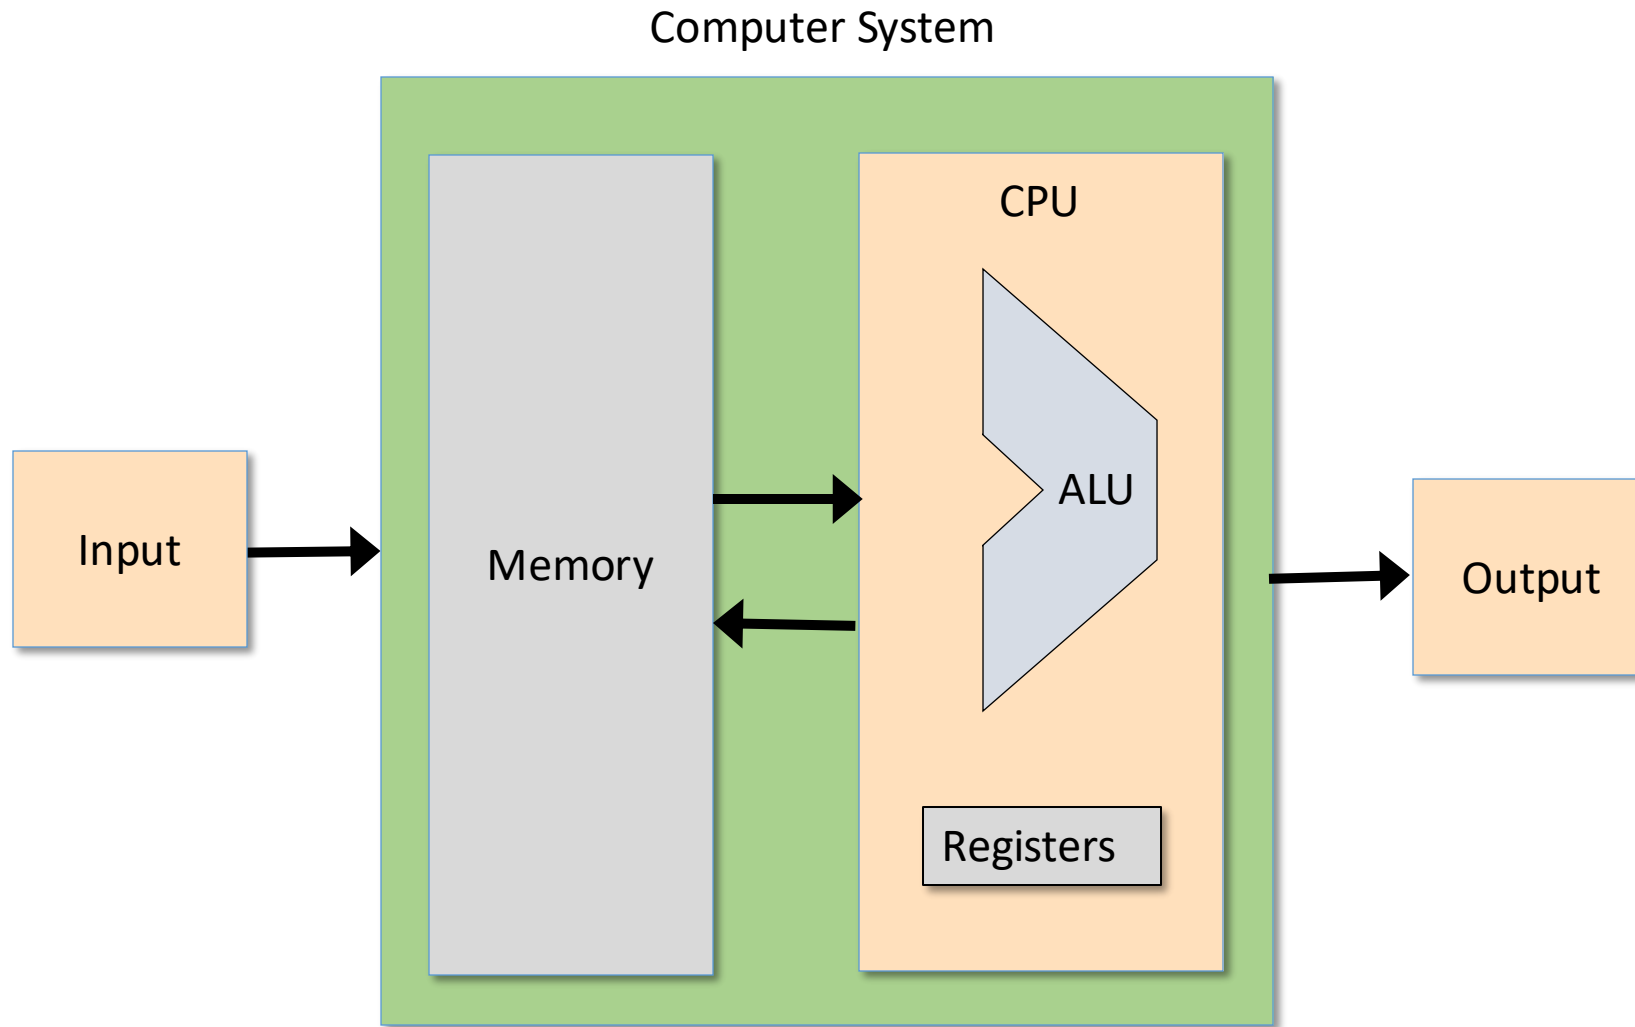 Computer System
CPU
ALU
Input
Memory
Output
Registers